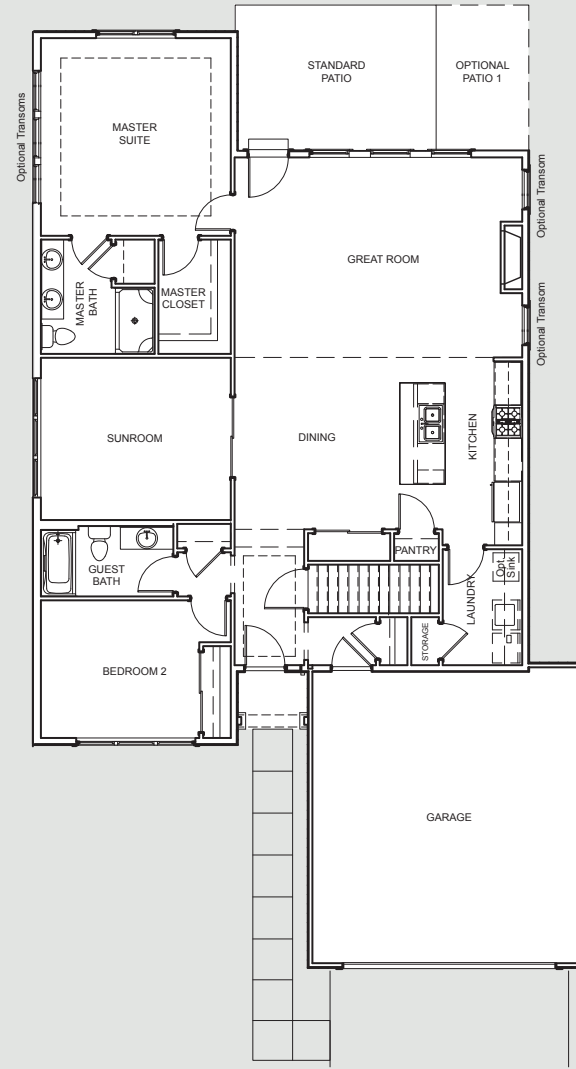 STANDARD
PATIO
OPTIONAL
PATIO 1
Optional Transoms
MASTER
SUITE
Optional Transom
GREAT ROOM
MASTER
BATH
MASTER
CLOSET
Optional Transom
SUNROOM
DINING
KITCHEN
PANTRY
GUEST
BATH
Opt.
Sink
LAUNDRY
STORAGE
BEDROOM 2
GARAGE